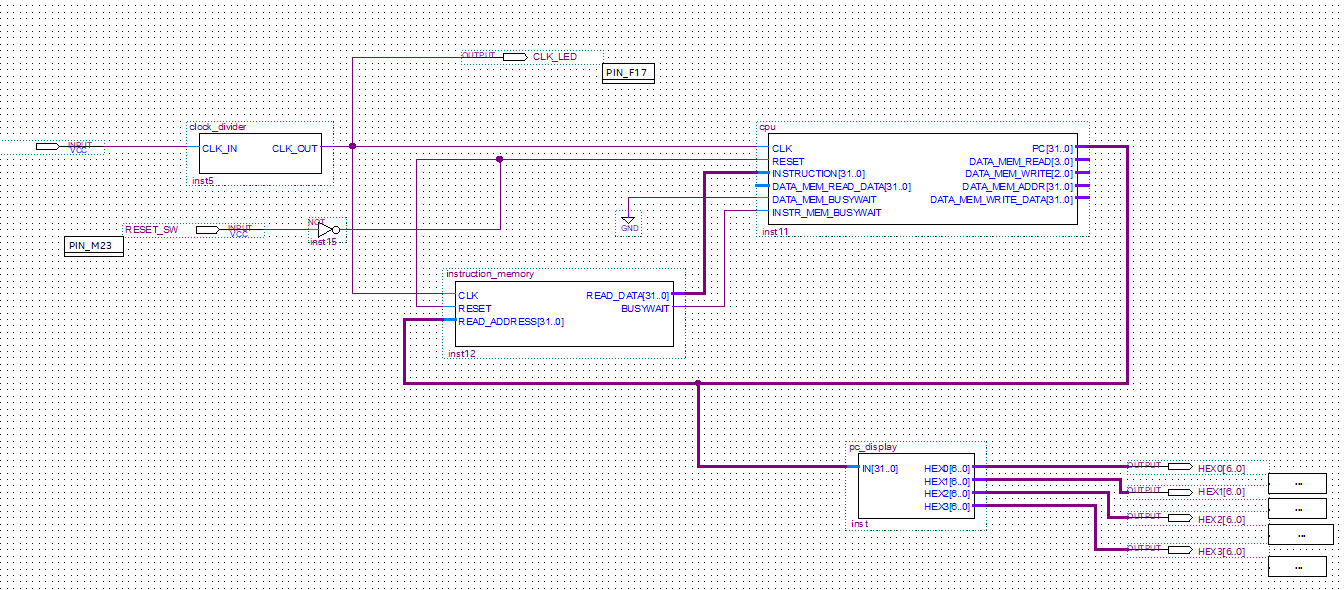 OUTPUT CLK_LED
PIN_F17
clock_divider
CLK_IN CLK_OUT
inst5
INPUT
VCC
cpu
CLK PC[31..0]
RESET DATA_MEM_READ[3..0]
INSTRUCTION[31..0] DATA_MEM_WRITE[2..0]
DATA_MEM_READ_DATA[31..0] DATA_MEM_ADDR[31..0]
DATA_MEM_BUSYWAIT DATA_MEM_WRITE_DATA[31..0]
INSTR_MEM_BUSYWAIT
inst11
GND
RESET_SW INPUT
VCC
NOT
inst15
PIN_M23
instruction_memory
CLK READ_DATA[31..0]
RESET BUSYWAIT
READ_ADDRESS[31..0]
inst12
pc_display
IN[31..0] HEX0[6..0]
HEX1[6..0]
HEX2[6..0]
HEX3[6..0]
inst
OUTPUT HEX0[6..0]
...
OUTPUT HEX1[6..0]
...
OUTPUT HEX2[6..0]
...
OUTPUT HEX3[6..0]
...